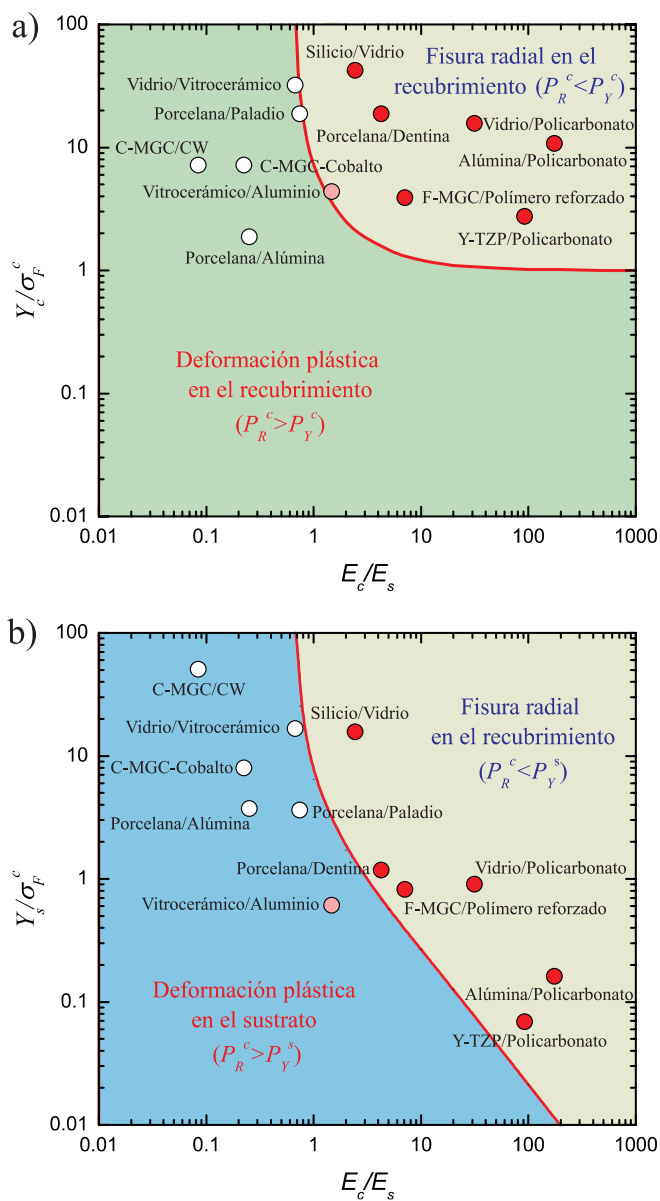 a)
100
10
1
0.1
0.01
Y_c/σ_F^c
Silicio/Vidrio
Fisura radial en el
recubrimiento (P_R^c<P_Y^c)
Vidrio/Vitrocerámico
Porcelana/Paladio
Porcelana/Dentina
Vidrio/Policarbonato
C-MGC/CW
Alúmina/Policarbonato
C-MGC-Cobalto
Vitrocerámico/Aluminio
F-MGC/Polímero reforzado
Y-TZP/Policarbonato
Porcelana/Alúmina
Deformación plástica
en el recubrimiento
(P_R^c>P_Y^c)
0.01 0.1 1 10 100 1000
E_c/E_s
b)
100
10
1
0.1
0.01
Y_s/σ_F^c
C-MGC/CW
Silicio/Vidrio
Fisura radial
en el recubrimiento
(P_R^c<P_Y^s)
Vidrio/Vitrocerámico
C-MGC-Cobalto
Porcelana/Alúmina
Porcelana/Paladio
Porcelana/Dentina
Vidrio/Policarbonato
Vitrocerámico/Aluminio
F-MGC/Polímero reforzado
Deformación plástica
en el sustrato
(P_R^c>P_Y^s)
Alúmina/Policarbonato
Y-TZP/Policarbonato
0.01 0.1 1 10 100 1000
E_c/E_s